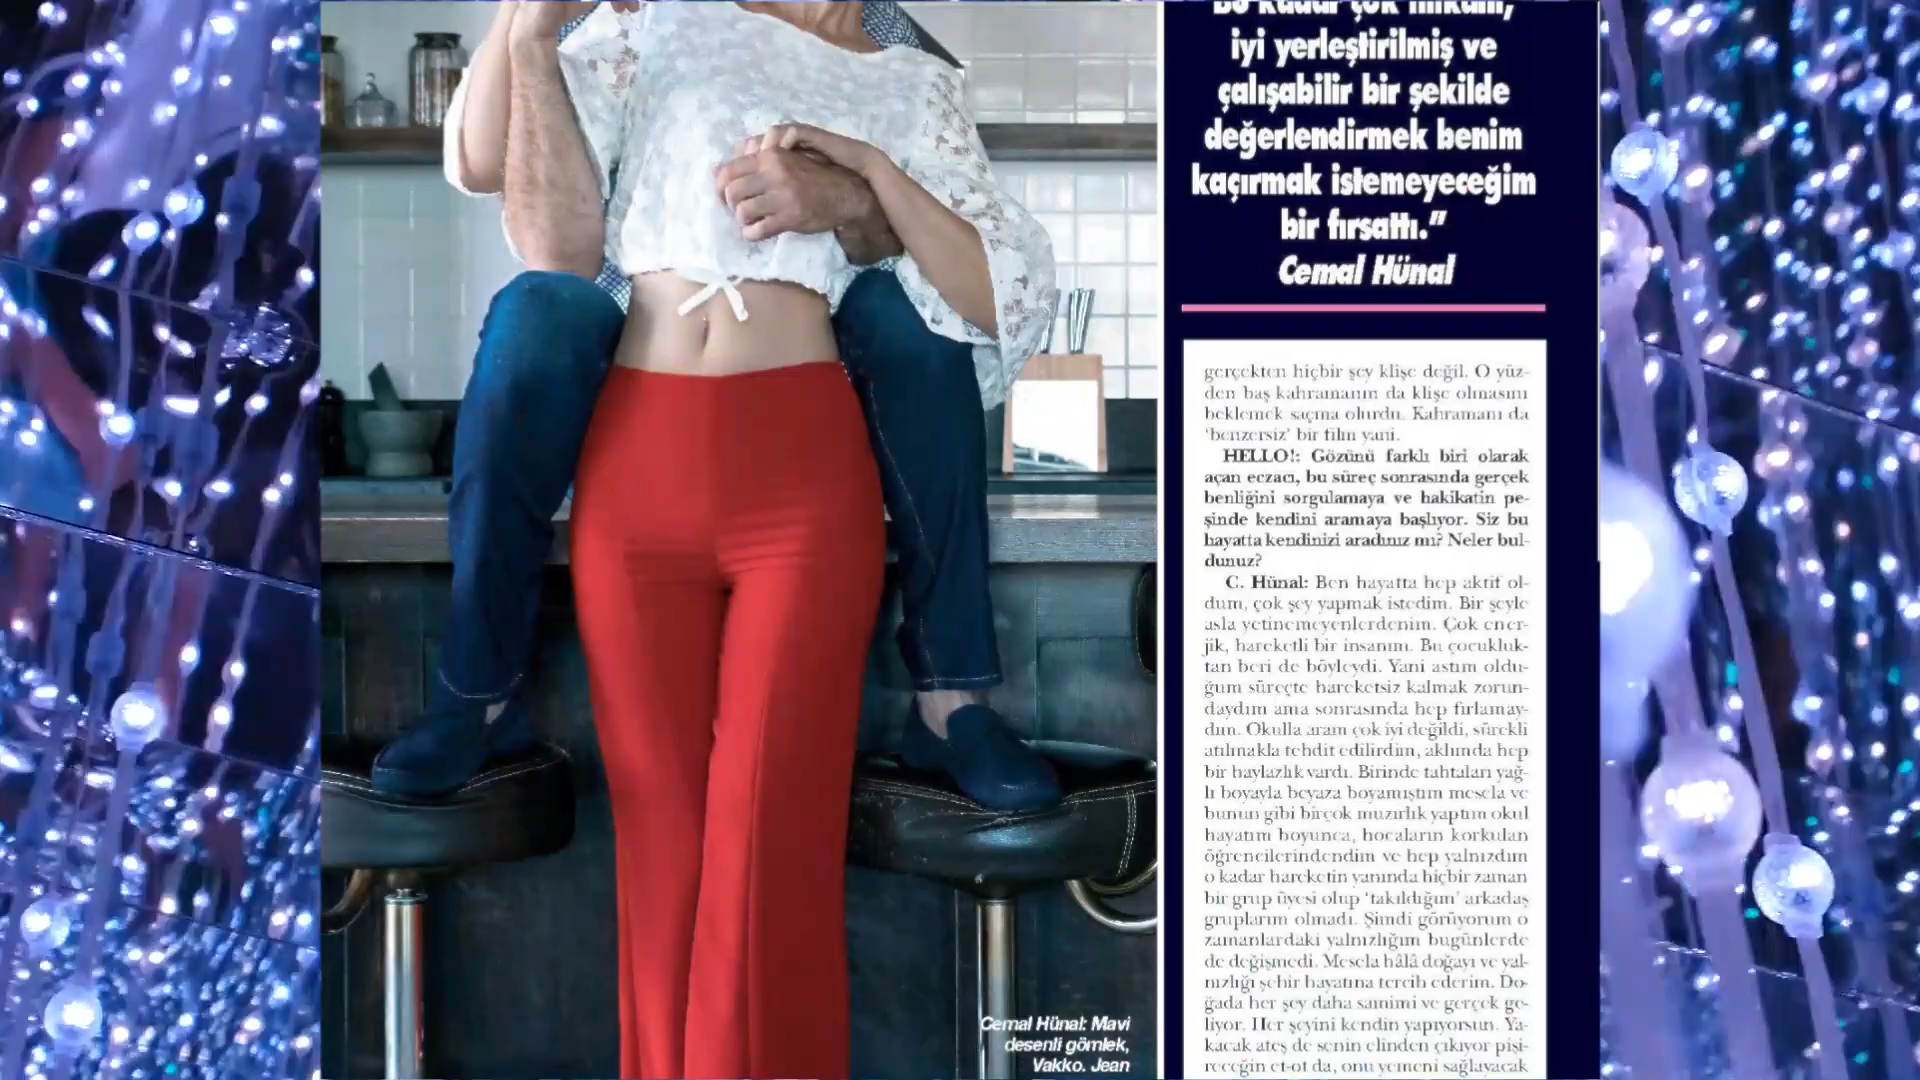 Bu kadar çok mikanı,
iyi yerleştirilmiş ve
çalışabilir bir şekilde
değerlendirmek benim
kaçırmak istemeyeceğim
bir fırsattı.”
Cemal Hünal
gerçekten hiçbir şey klişe değil. O yüz-
den baş kahramanın da klişe olmasını
beklemek saçma olurdu. Kahramanı da
‘benzersiz’ bir film yani.
HELLO!: Gözünü farklı biri olarak
açan eczacı, bu süreç sonrasında gerçek
benliğini sorgulamaya ve hakikatin pe-
şinde kendini aramaya başlıyor. Siz bu
hayatta kendinizi aradınız mı? Neler bul-
dunuz?
C. Hünal: Ben hayatta hep aktif ol-
dum, çok şey yapmak istedim. Bir şeyle
asla yetinemeyenlerdenim. Çok ener-
jik, hareketli bir insanım. Bu çocukluk-
tan beri de böyleydi. Yani astım oldu-
ğum süreçte hareketsiz kalmak zorun-
daydım ama sonrasında hep fırlamay-
dım. Okulla aram çok iyi değildi, sürekli
atılmakla tehdit edilirdim, aklımda hep
bir haylazlık vardı. Birinde tahtaları yağ-
lı boyayla beyaza boyamıştım mesela ve
bunun gibi birçok muzırlık yaptım okul
hayatım boyunca, hocaların korkulan
öğrencilerindendim ve hep yalnızdım
o kadar hareketin yanında hiçbir zaman
bir grup üyesi olup ‘takıldığım’ arkadaş
gruplarım olmadı. Şimdi görüyorum o
zamanlardaki yalnızlığım bugünlerde
de değişmedi. Mesela hâlâ doğayı ve yal-
nızlığı şehir hayatına tercih ederim. Do-
ğada her şey daha samimi ve gerçek ge-
liyor. Her şeyini kendin yapıyorsun. Ya-
kacak ateş de senin elinden çıkıyor pişi-
receğin et-ot da, onu yemeni sağlayacak
Cemal Hünal: Mavi
desenli gömlek,
Vakko. Jean